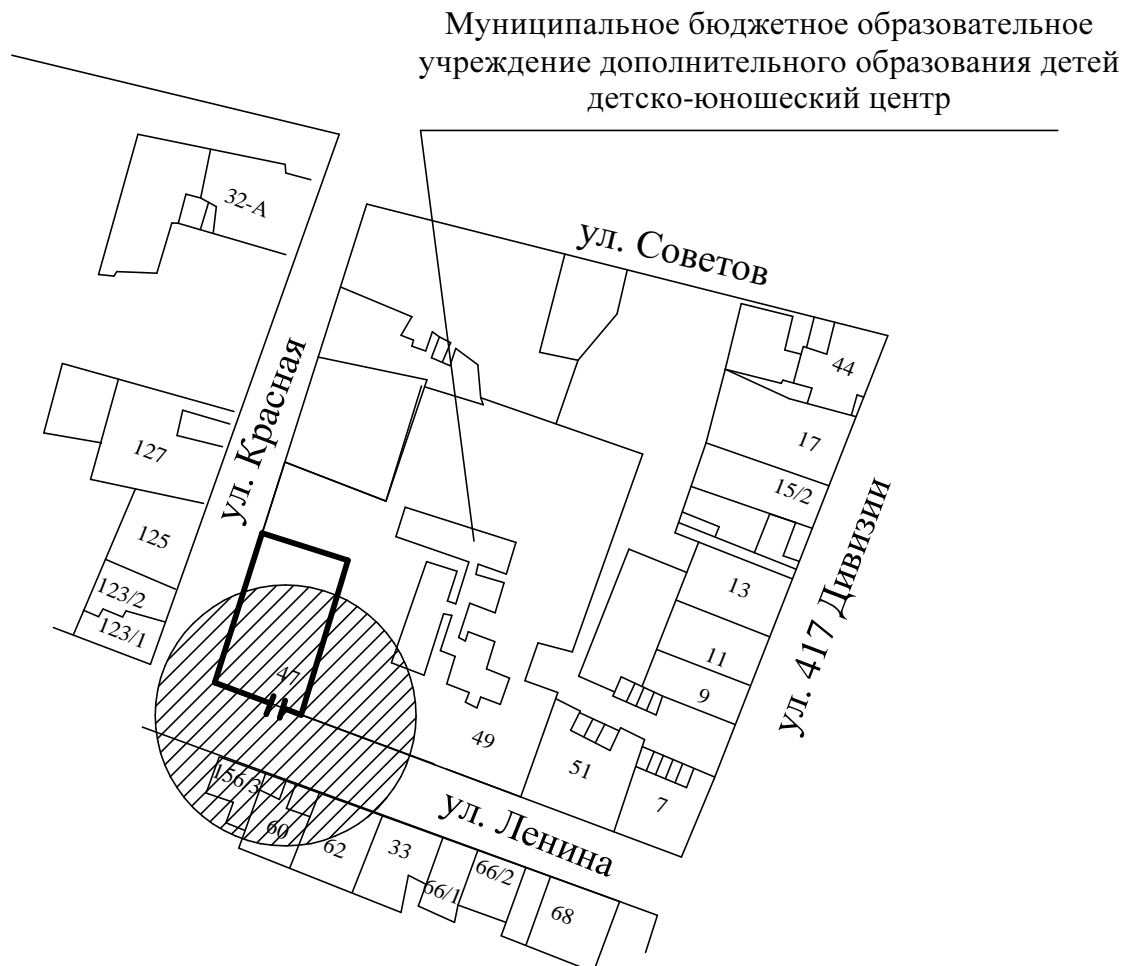 Муниципальное бюджетное образовательное
учреждение дополнительного образования детей
детско-юношеский центр
32-А
ул. Советов
44
ул. Красная
127
17
15/2
125
13
123/2
123/1
11
9
ул. 417 Дивизии
47
49
51
7
156/3
60
62
33
ул. Ленина
66/1
66/2
68